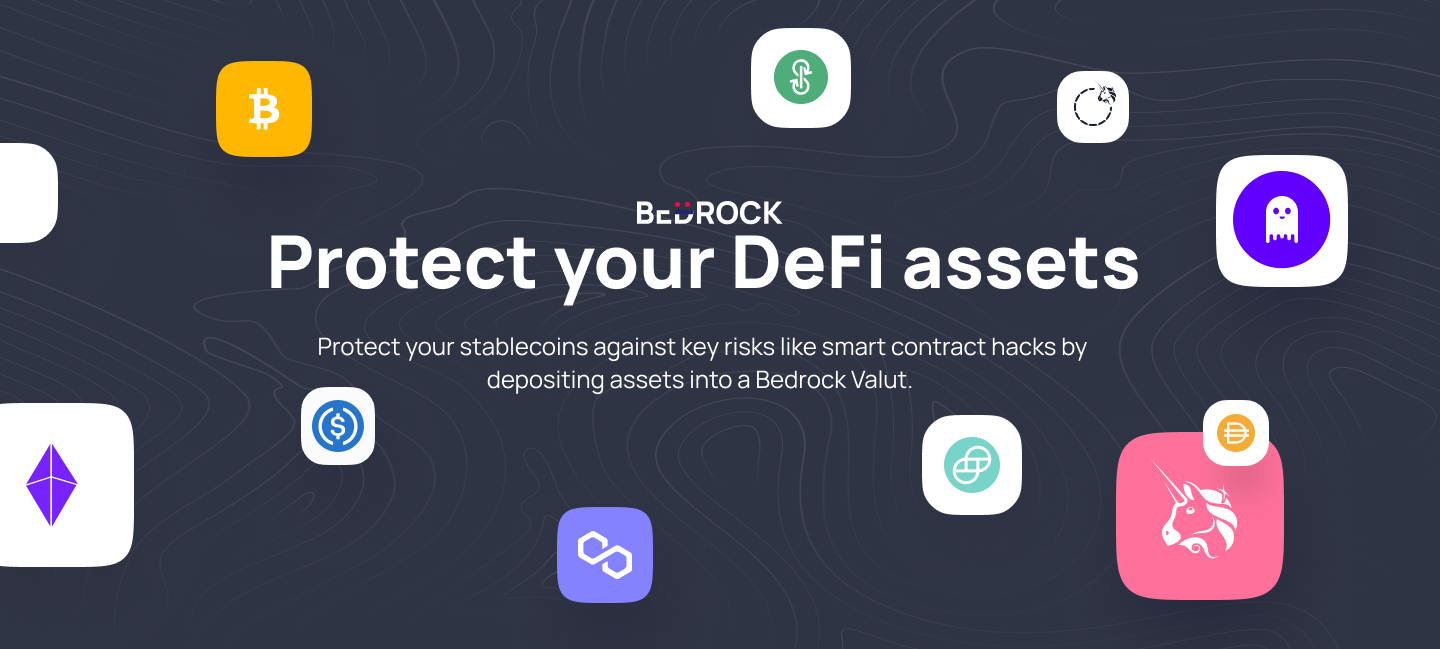 BEDROCK
Protect your DeFi assets
Protect your stablecoins against key risks like smart contract hacks by
depositing assets into a Bedrock Valut.